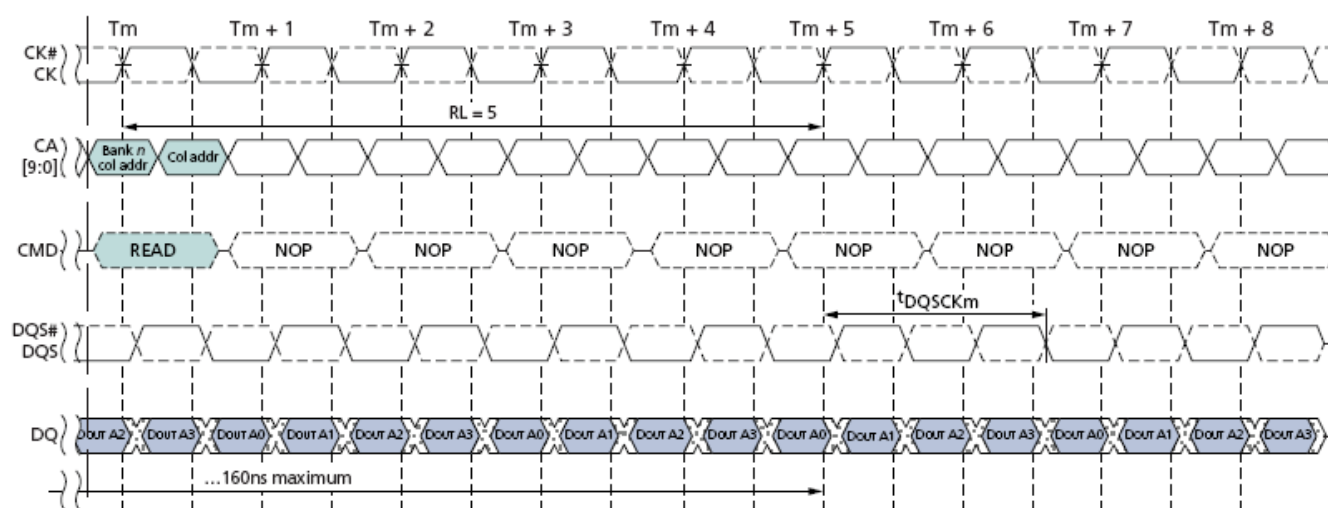 Tm Tm + 1 Tm + 2 Tm + 3 Tm + 4 Tm + 5 Tm + 6 Tm + 7 Tm + 8
CK#
CK
RL = 5
CA
[9:0]
Bank n
col addr
Col addr
CMD READ NOP NOP NOP NOP NOP NOP NOP NOP
tDQSCKm
DQS#
DQS
DQ DOUT A2 DOUT A3 DOUT A0 DOUT A1 DOUT A2 DOUT A3 DOUT A0 DOUT A1 DOUT A2 DOUT A3 DOUT A0 DOUT A1 DOUT A2 DOUT A3 DOUT A0 DOUT A1 DOUT A2 DOUT A3
...160ns maximum